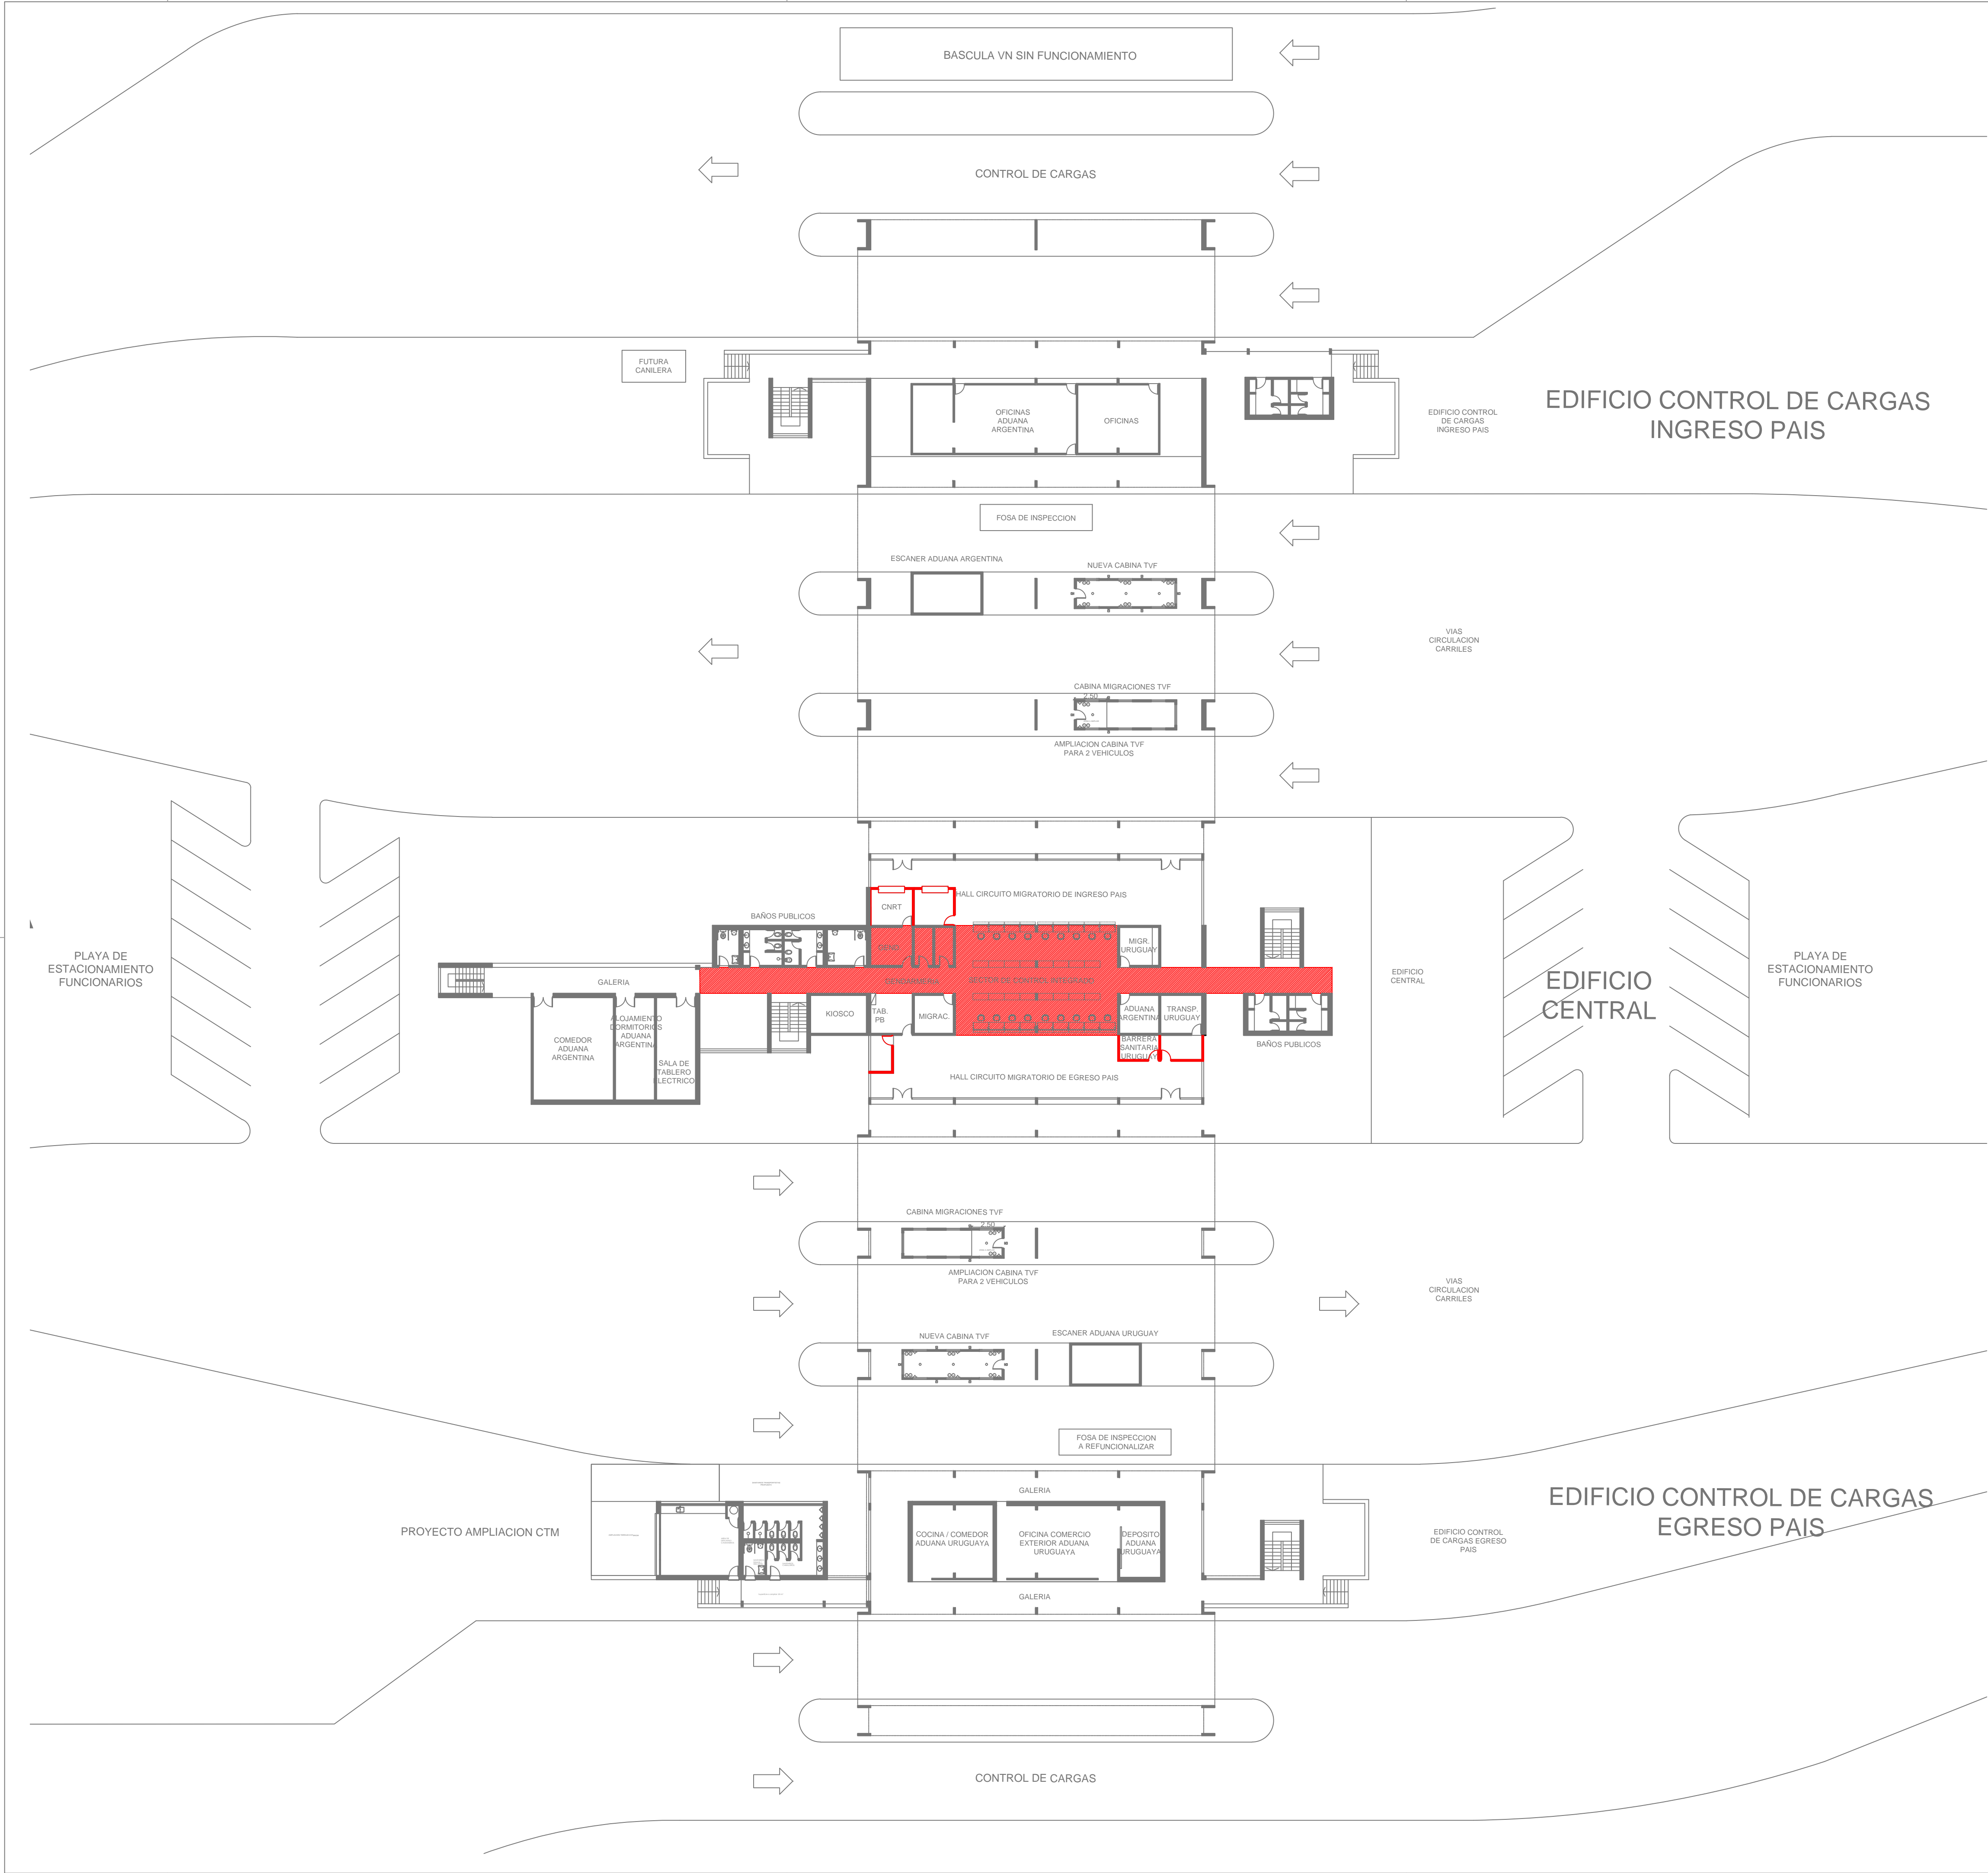 BASCULA VN SIN FUNCIONAMIENTO
CONTROL DE CARGAS
FUTURA
CANILERA
OFICINAS
ADUANA
ARGENTINA
OFICINAS
EDIFICIO CONTROL
DE CARGAS
INGRESO PAIS
EDIFICIO CONTROL DE CARGAS
INGRESO PAIS
FOSA DE INSPECCION
ESCANER ADUANA ARGENTINA
NUEVA CABINA TVF
VIAS
CIRCULACION
CARRILES
CABINA MIGRACIONES TVF
2.50
AMPLIACION CABINA TVF
PARA 2 VEHICULOS
HALL CIRCUITO MIGRATORIO DE INGRESO PAIS
CNRT
BAÑOS PUBLICOS
MIGR.
URUGUAY
PLAYA DE
ESTACIONAMIENTO
FUNCIONARIOS
GALERIA
SECTOR DE CONTROL INTEGRADO
EDIFICIO
CENTRAL
EDIFICIO
CENTRAL
PLAYA DE
ESTACIONAMIENTO
FUNCIONARIOS
KIOSCO
TAB.
PB
MIGRAC.
ADUANA
ARGENTINA
TRANSP.
URUGUAY
COMEDOR
ADUANA
ARGENTINA
ALOJAMIENTO
DORMITORIOS
ADUANA
ARGENTINA
SALA DE
TABLERO
ELECTRICO
BARRERA
SANITARIA
URUGUAY
BAÑOS PUBLICOS
HALL CIRCUITO MIGRATORIO DE EGRESO PAIS
CABINA MIGRACIONES TVF
2.50
AMPLIACION CABINA TVF
PARA 2 VEHICULOS
VIAS
CIRCULACION
CARRILES
NUEVA CABINA TVF
ESCANER ADUANA URUGUAY
FOSA DE INSPECCION
A REFUNCIONALIZAR
GALERIA
PROYECTO AMPLIACION CTM
COCINA / COMEDOR
ADUANA URUGUAYA
OFICINA COMERCIO
EXTERIOR ADUANA
URUGUAYA
DEPOSITO
ADUANA
URUGUAYA
EDIFICIO CONTROL
DE CARGAS EGRESO
PAIS
EDIFICIO CONTROL DE CARGAS
EGRESO PAIS
GALERIA
CONTROL DE CARGAS